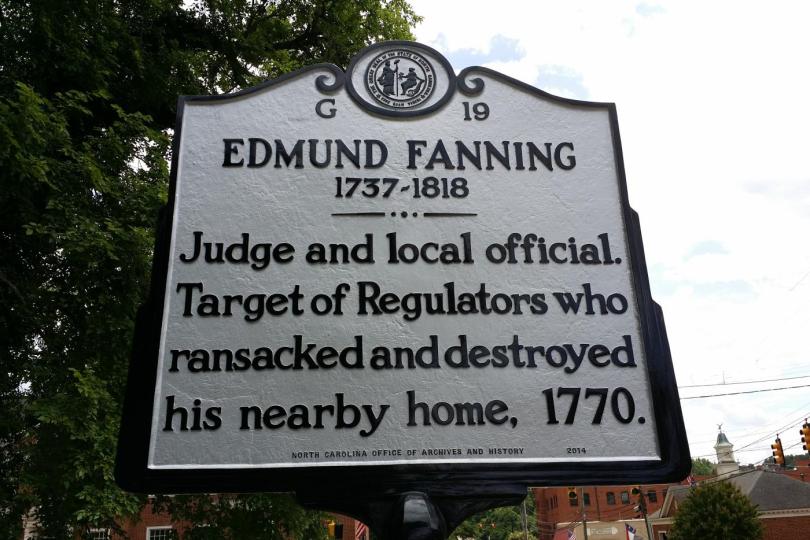 G 19
EDMUND FANNING
1737-1818
Judge and local official.
Target of Regulators who
ransacked and destroyed
his nearby home, 1770.
NORTH CAROLINA OFFICE OF ARCHIVES AND HISTORY 2014